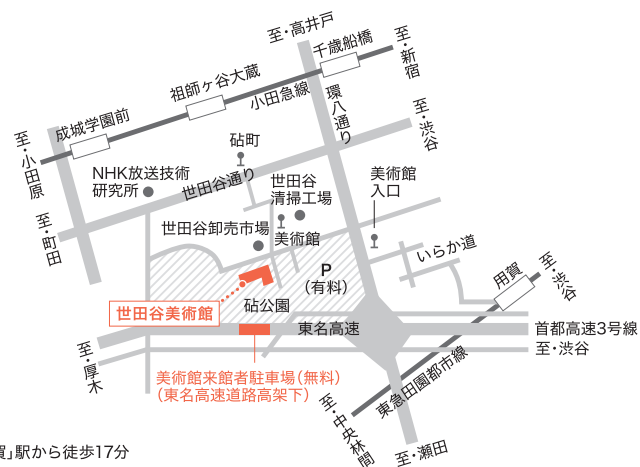 至・高井戸
千歳船橋
至・新宿
祖師ヶ谷大蔵
小田急線
環八通り
成城学園前
至・渋谷
至・小田原
砧町
NHK放送技術
研究所
世田谷通り
世田谷
清掃工場
美術館
入口
至・町田
世田谷卸売市場
美術館
いらか道
P
(有料)
用賀
至・渋谷
世田谷美術館
砧公園
東名高速
首都高速3号線
至・渋谷
至・厚木
美術館来館者駐車場(無料)
(東名高速道路高架下)
東急田園都市線
至・中央林間
至・瀬田
賀」駅から徒歩17分